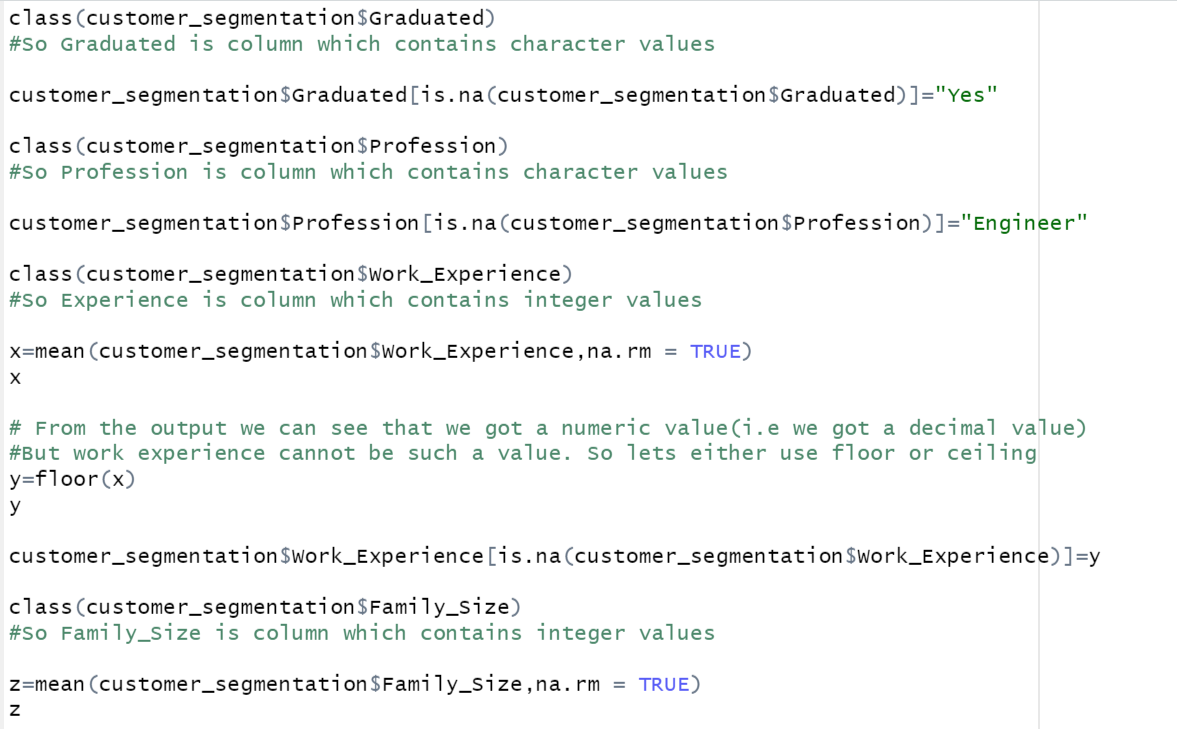 class(customer_segmentation$Graduated)
#So Graduated is column which contains character values
customer_segmentation$Graduated[is.na(customer_segmentation$Graduated)]="Yes"
class(customer_segmentation$Profession)
#So Profession is column which contains character values
customer_segmentation$Profession[is.na(customer_segmentation$Profession)]="Engineer"
class(customer_segmentation$Work_Experience)
#So Experience is column which contains integer values
x=mean(customer_segmentation$Work_Experience,na.rm = TRUE)
x
# From the output we can see that we got a numeric value(i.e we got a decimal value)
#But work experience cannot be such a value. So lets either use floor or ceiling
y=floor(x)
y
customer_segmentation$Work_Experience[is.na(customer_segmentation$Work_Experience)]=y
class(customer_segmentation$Family_Size)
#So Family_Size is column which contains integer values
z=mean(customer_segmentation$Family_Size,na.rm = TRUE)
z